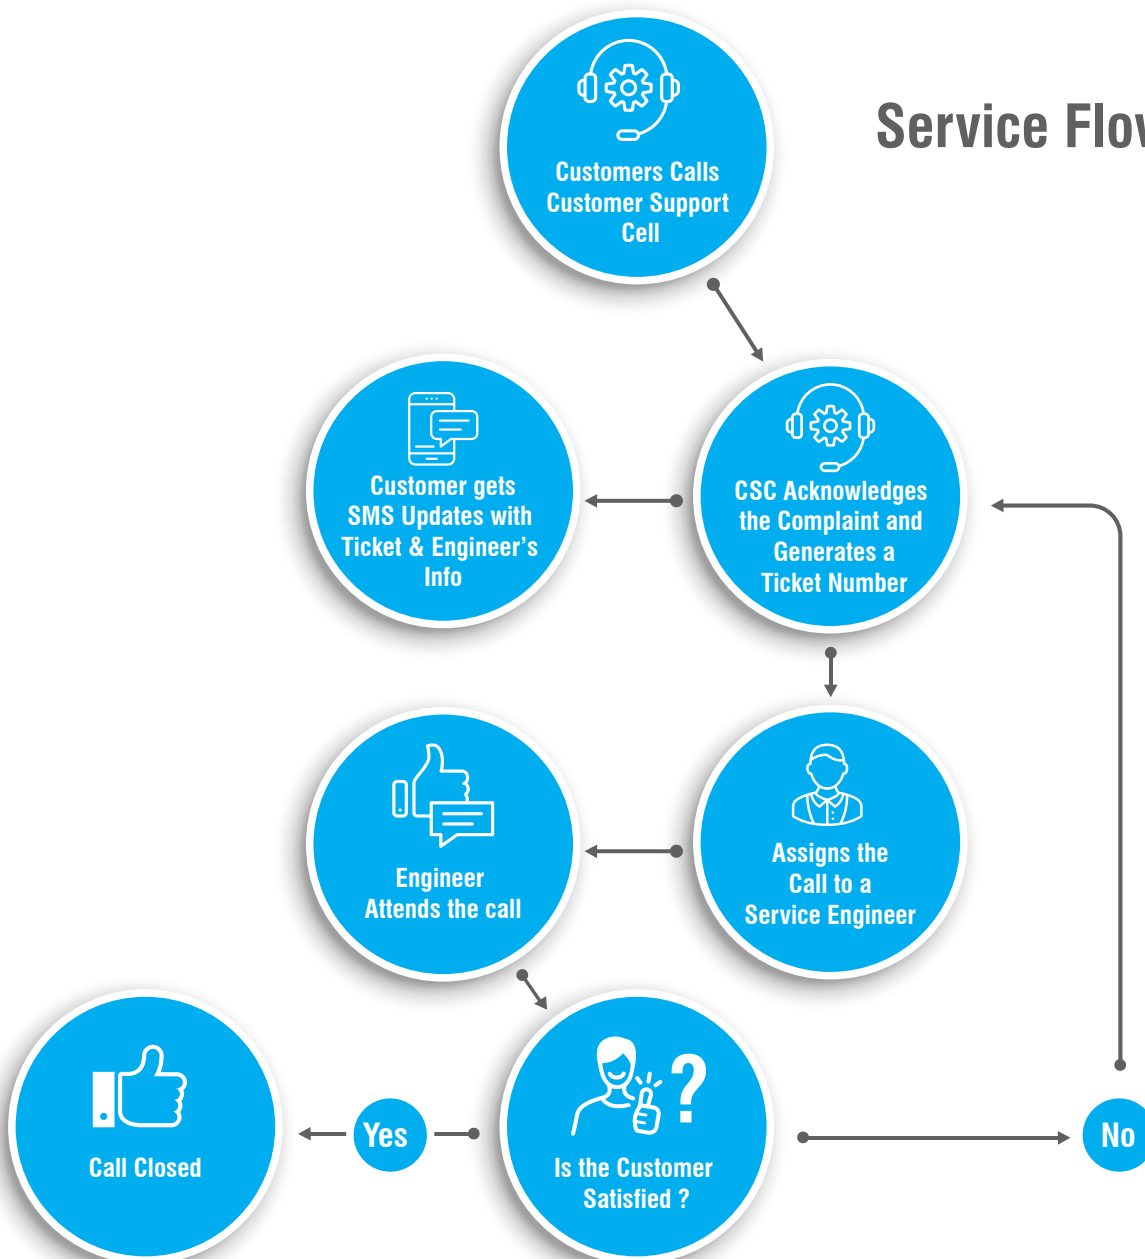 Service Flow
Customers Calls
Customer Support
Cell
Customer gets
SMS Updates with
Ticket & Engineer’s
Info
CSC Acknowledges
the Complaint and
Generates a
Ticket Number
Engineer
Attends the call
Assigns the
Call to a
Service Engineer
Call Closed
Yes
Is the Customer
Satisfied ?
No